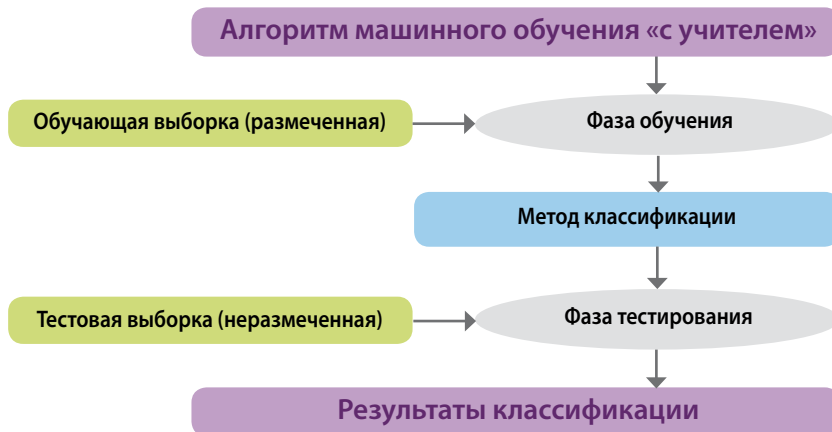 Алгоритм машинного обучения «с учителем»
Обучающая выборка (размеченная)
Фаза обучения
Метод классификации
Тестовая выборка (неразмеченная)
Фаза тестирования
Результаты классификации